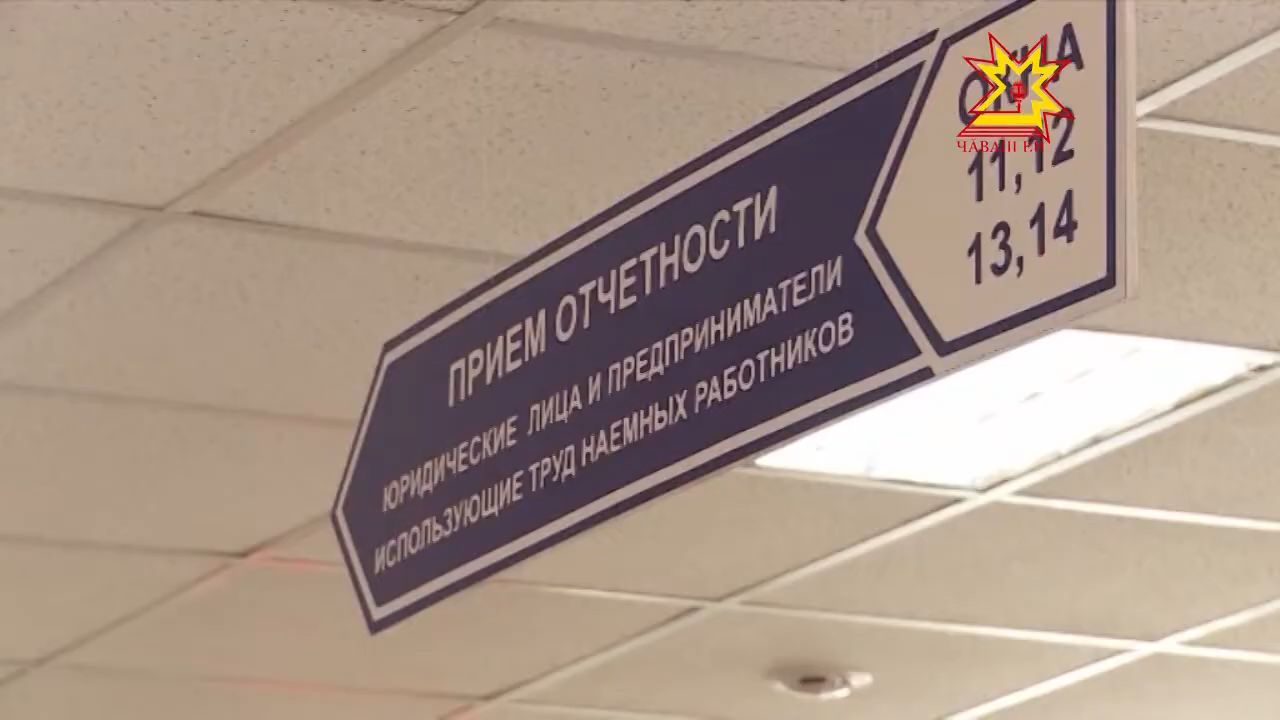 ПРИЕМ ОТЧЕТНОСТИ
ЮРИДИЧЕСКИЕ ЛИЦА И ПРЕДПРИНИМАТЕЛИ
ИСПОЛЬЗУЮЩИЕ ТРУД НАЕМНЫХ РАБОТНИКОВ
11,12
13,14